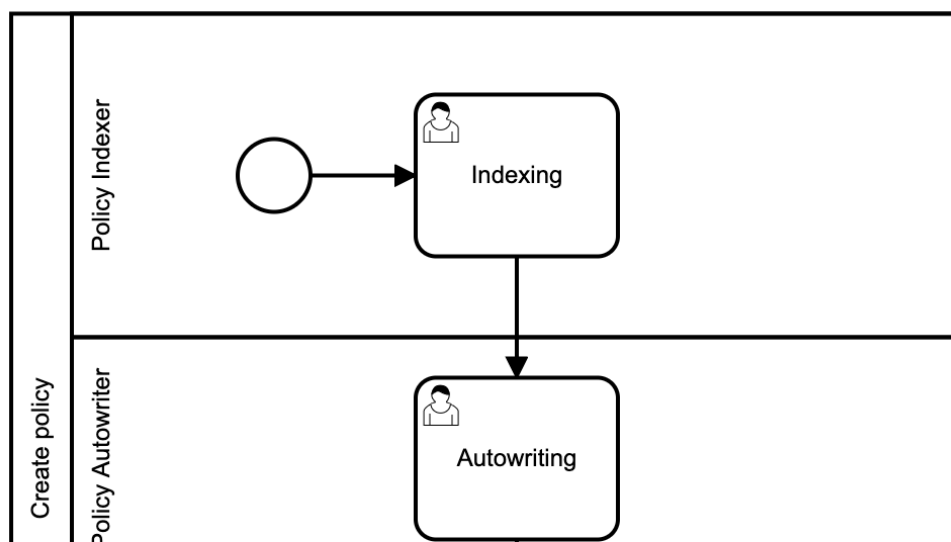 Create policy
Policy Indexer
Indexing
Policy Autowriter
Autowriting